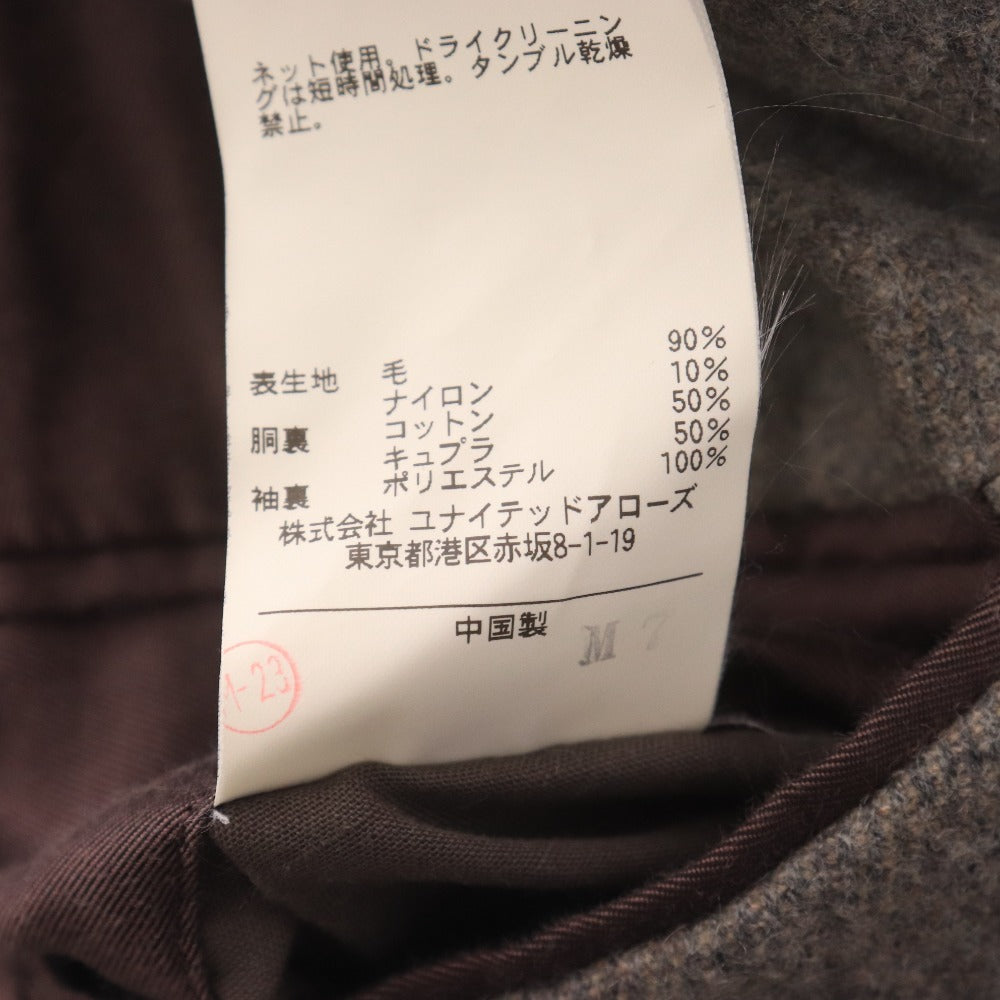 ネット使用。ドライクリーニン
グは短時間処理。タンブル乾燥
禁止。
表生地 毛 90%
ナイロン 10%
胴裏 コットン 50%
キュプラ 50%
袖裏 ポリエステル 100%
株式会社 ユナイテッドアローズ
東京都港区赤坂8-1-19
中国製
M 7
A-23